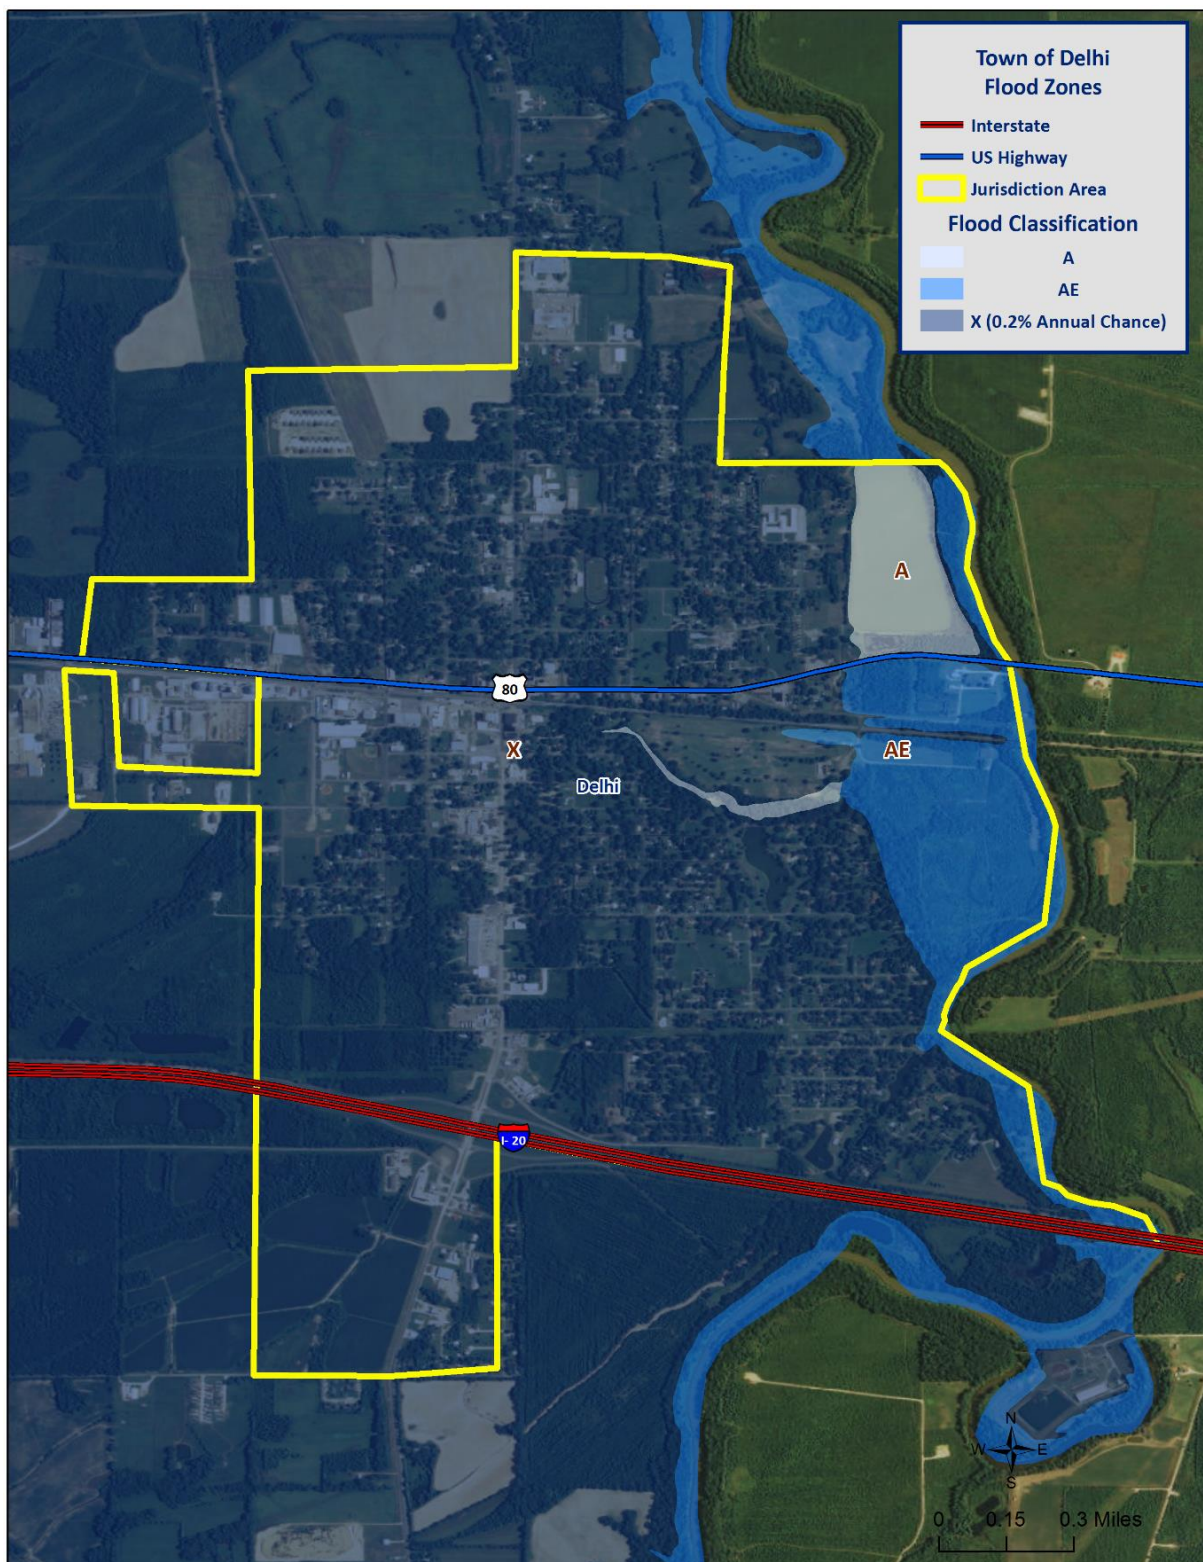 Town of Delhi
Flood Zones
Interstate
US Highway
Jurisdiction Area
Flood Classification
A
AE
X (0.2% Annual Chance)
A
80
X
AE
Delhi
I- 20
N
W E
S
0 0.15 0.3 Miles